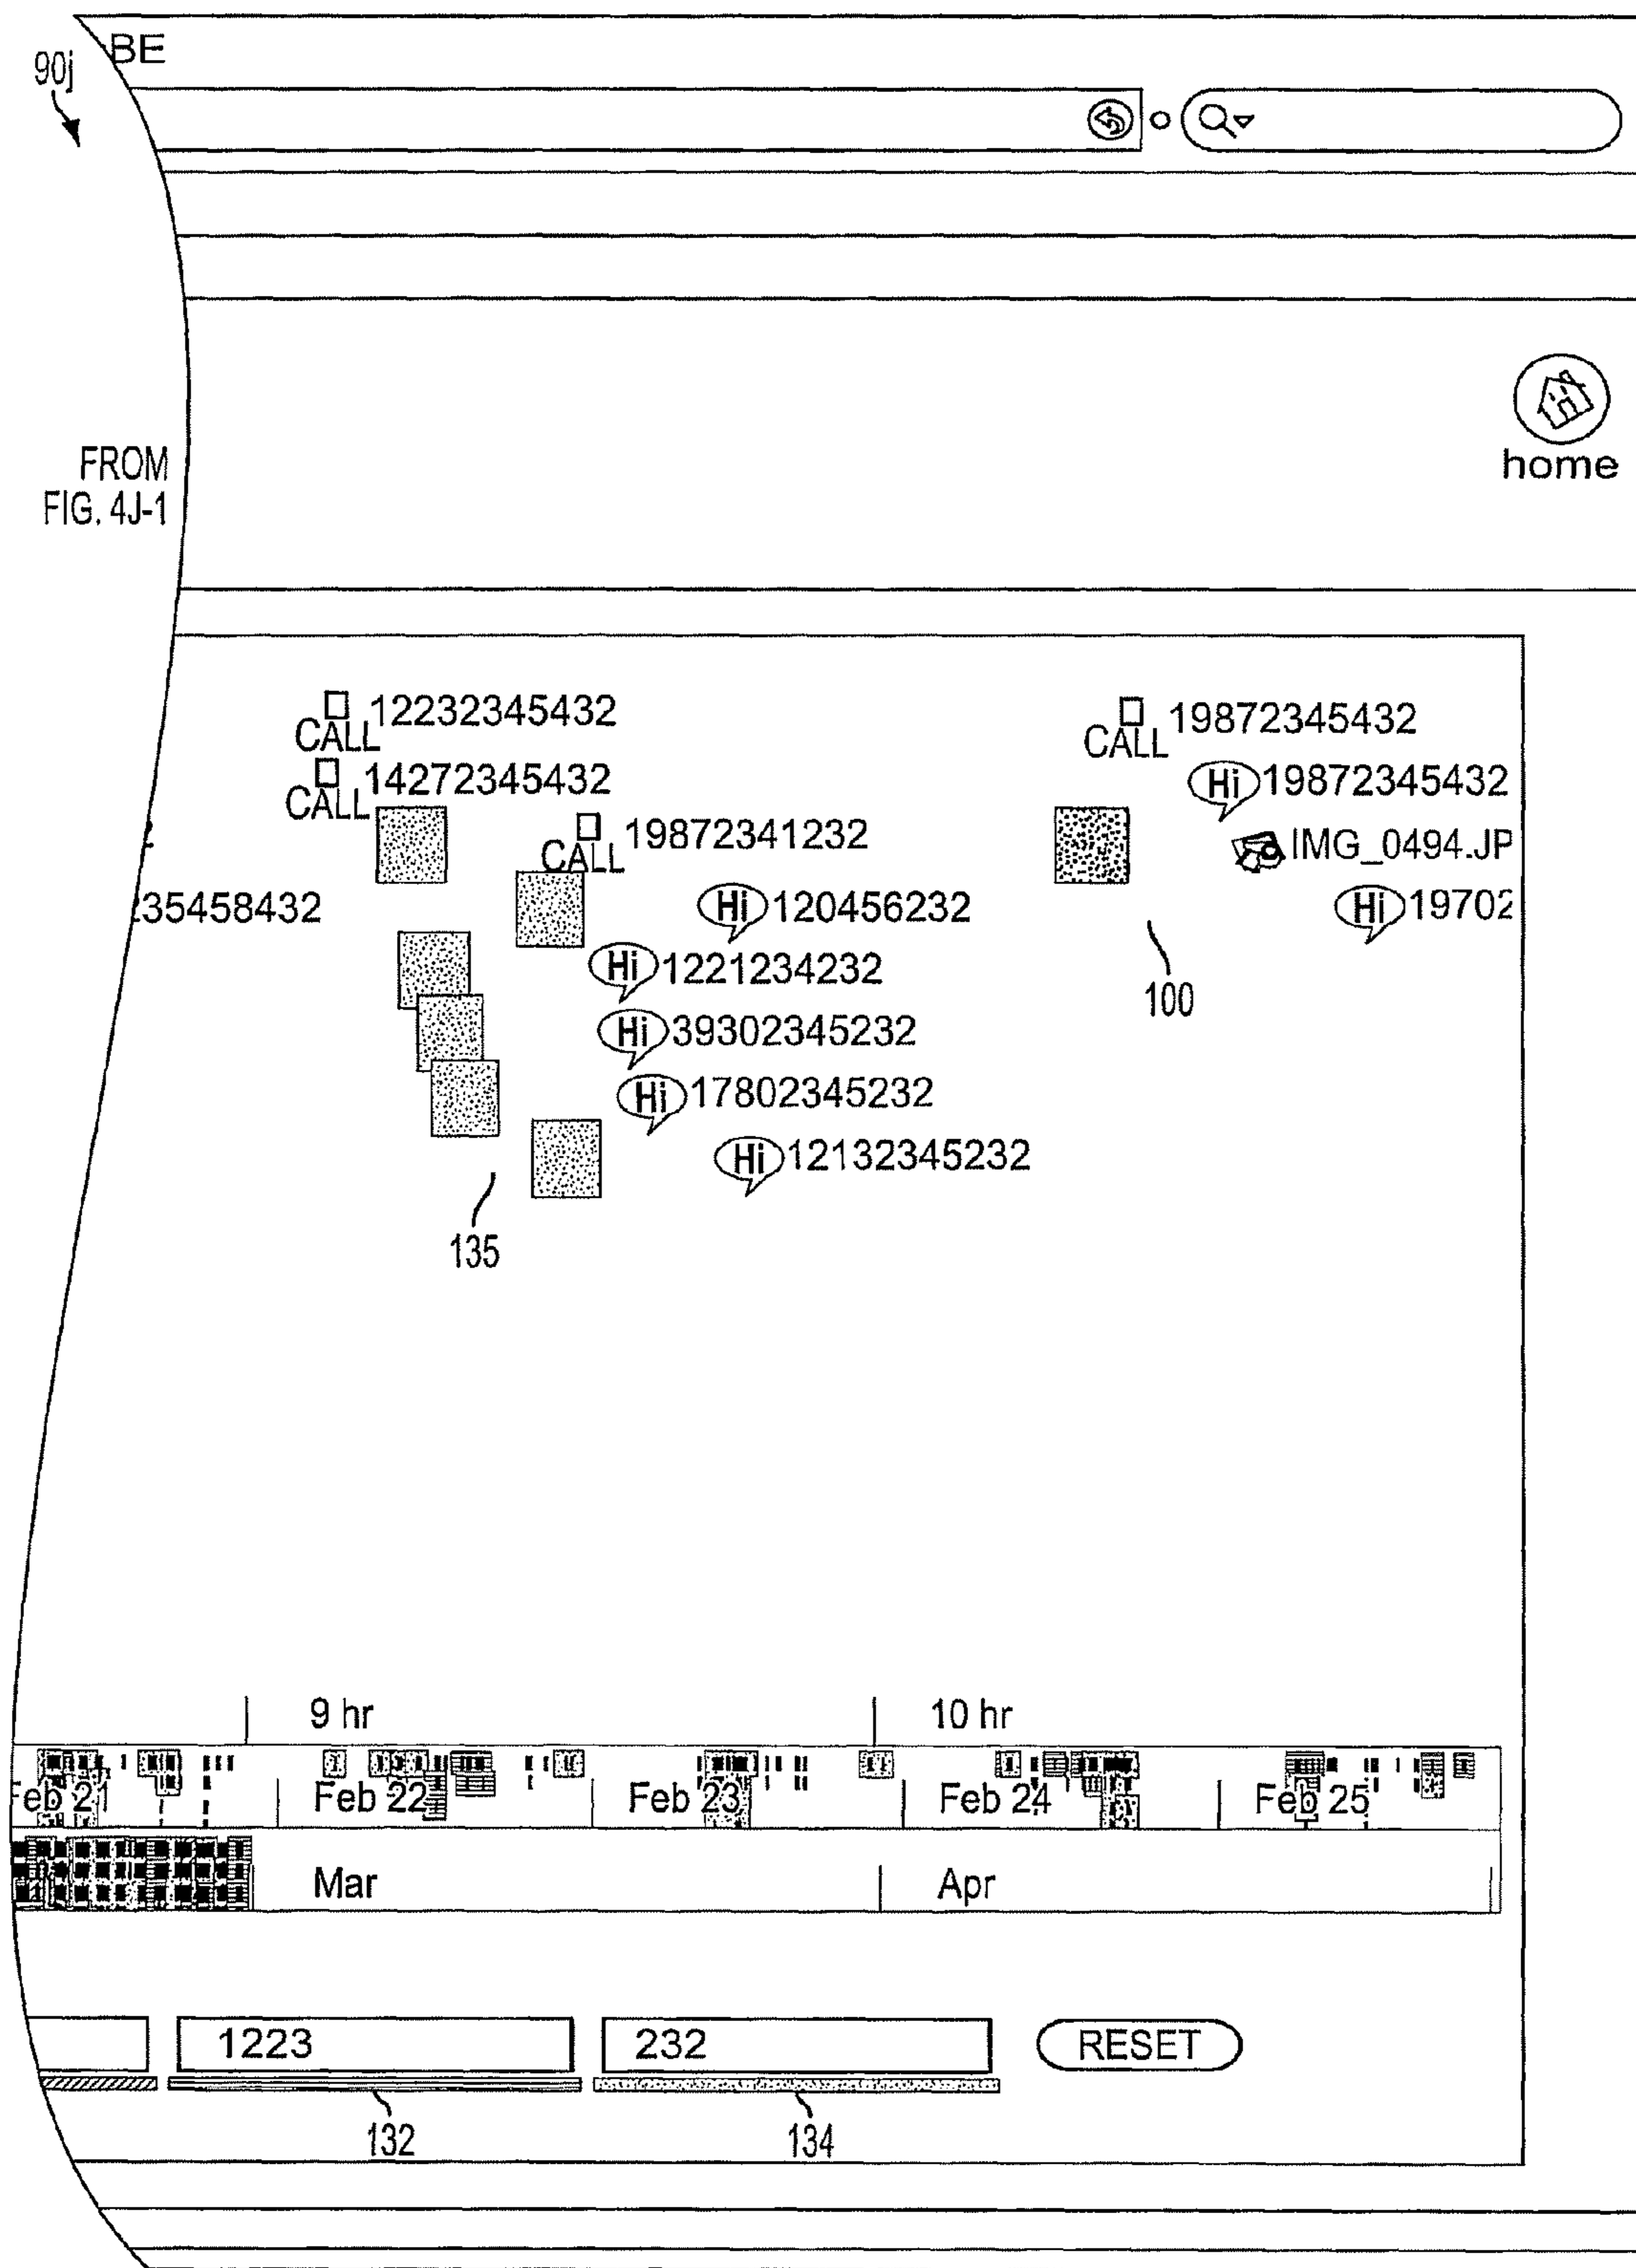 BE
90j
home
FROM
FIG. 4J-1
CALL 12232345432
CALL 19872345432
CALL 14272345432
Hi 19872345432
CALL 19872341232
IMG_0494.JP
35458432
Hi 120456232
Hi 19702
Hi 1221234232
100
Hi 39302345232
Hi 17802345232
Hi 12132345232
135
9 hr 10 hr
Feb 21 Feb 22 Feb 23 Feb 24 Feb 25
Mar Apr
1223 232 RESET
132 134